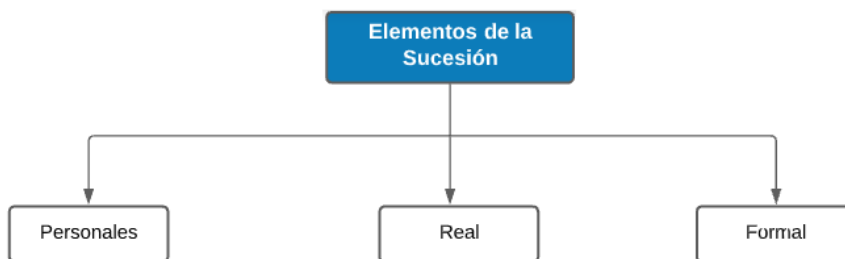 Elementos de la
Sucesión
Personales
Real
Formal